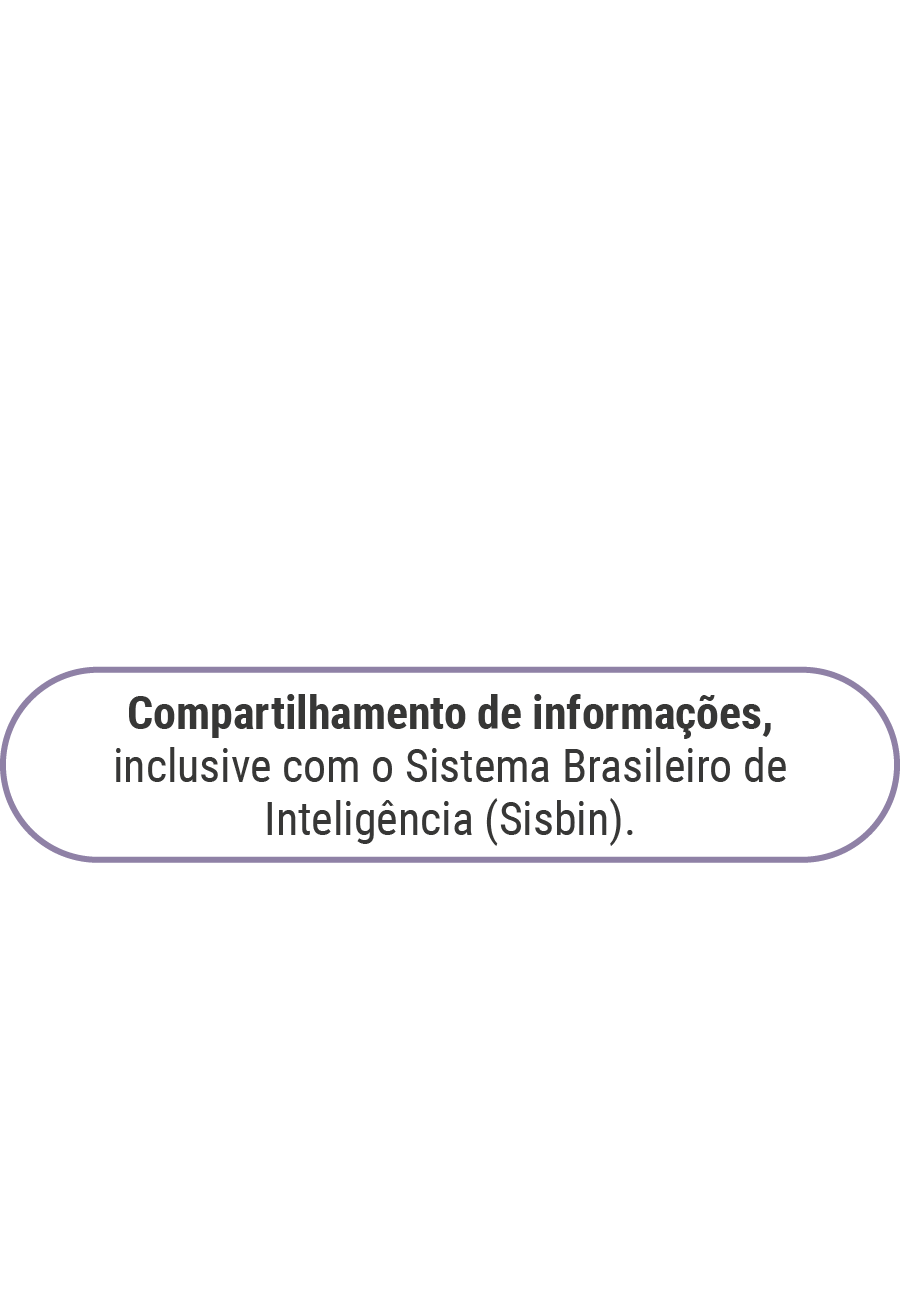 Compartilhamento de informações,
inclusive com o Sistema Brasileiro de
Inteligência (Sisbin).